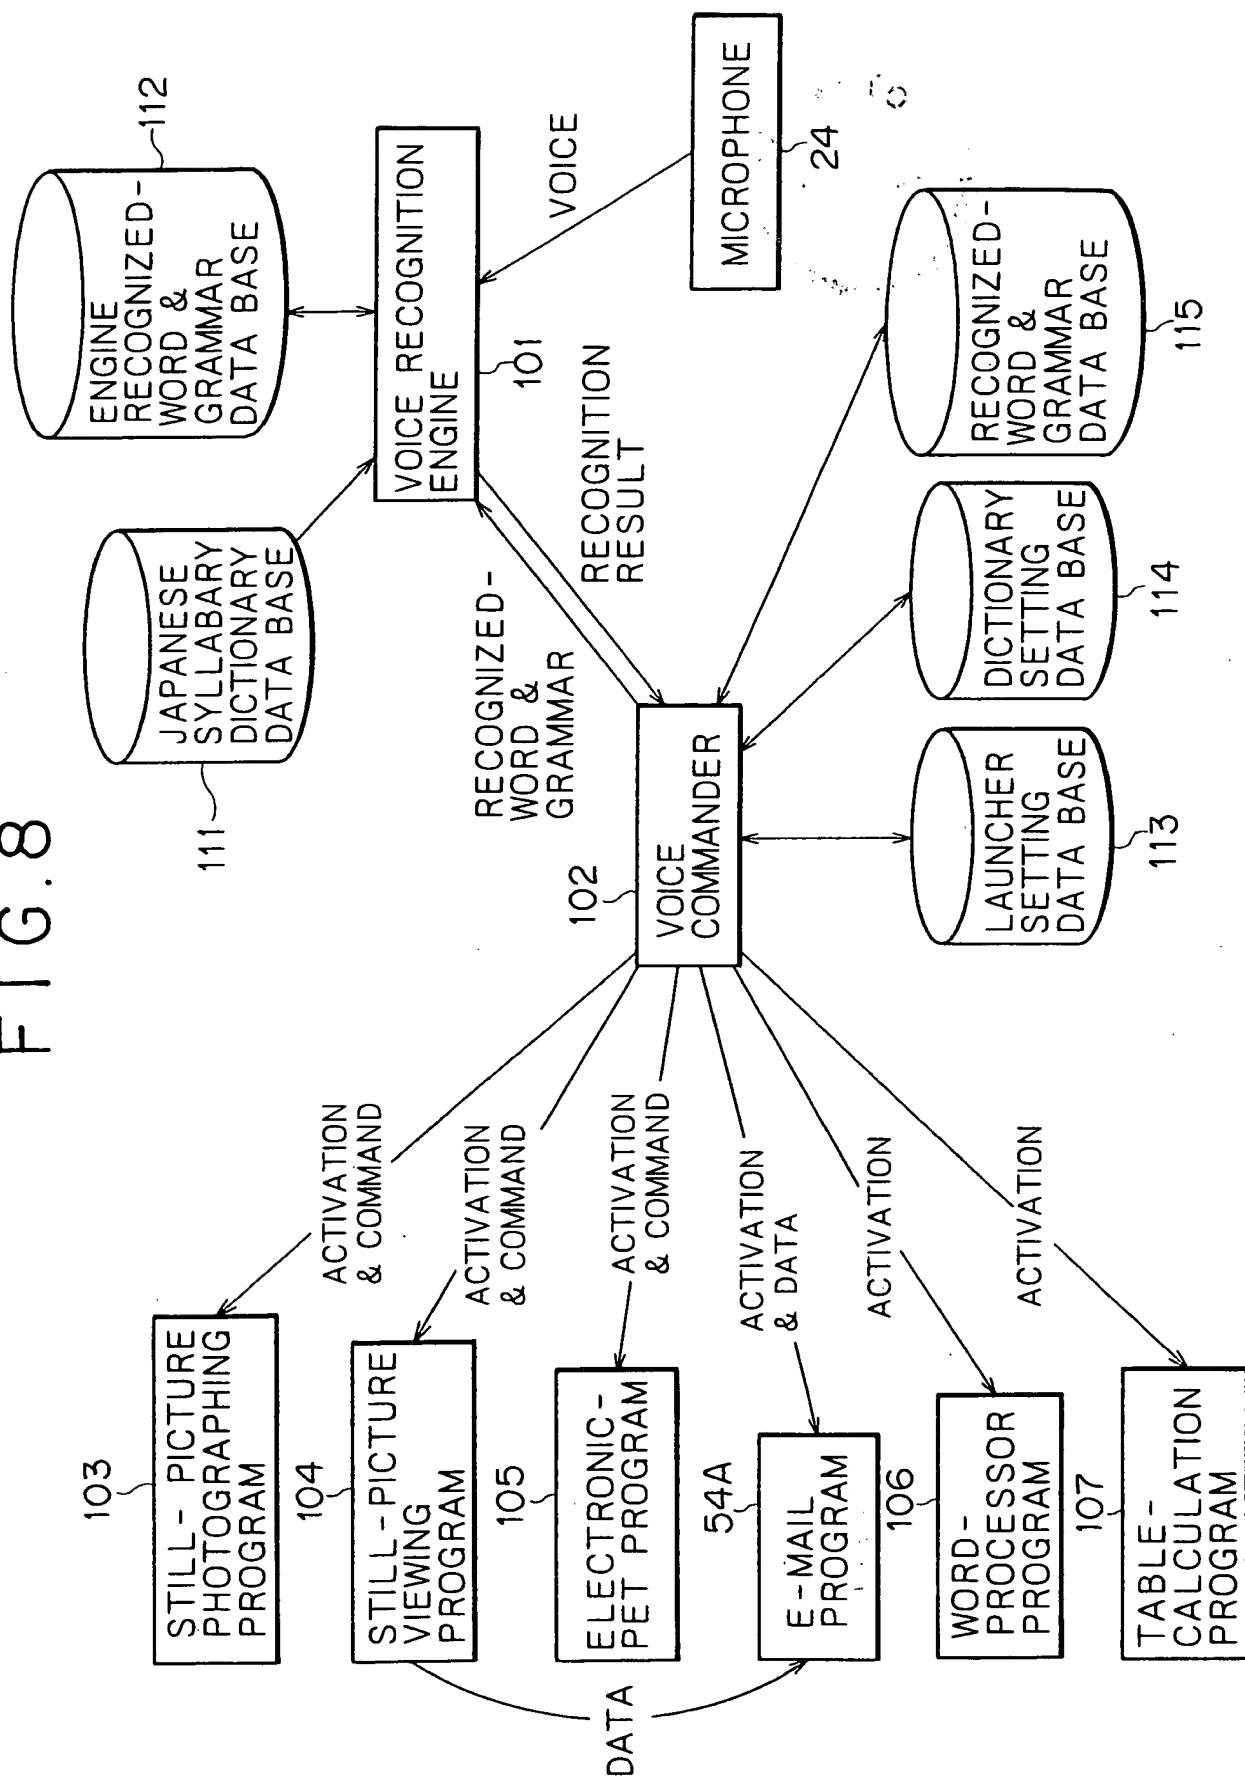 FIG.8
JAPANESE
SYLLABARY
DICTIONARY
DATA BASE
111
ENGINE
RECOGNIZED-
WORD &
GRAMMAR
DATA BASE
112
VOICE RECOGNITION
ENGINE
101
VOICE
MICROPHONE
24
RECOGNIZED-
WORD &
GRAMMAR
RECOGNITION
RESULT
102
VOICE
COMMANDER
LAUNCHER
SETTING
DATA BASE
113
DICTIONARY
SETTING
DATA BASE
114
RECOGNIZED-
WORD &
GRAMMAR
DATA BASE
115
ACTIVATION
& COMMAND
ACTIVATION
& COMMAND
ACTIVATION
& COMMAND
ACTIVATION
& DATA
ACTIVATION
ACTIVATION
103
STILL-PICTURE
PHOTOGRAPHING
PROGRAM
104
STILL-PICTURE
VIEWING
PROGRAM
105
ELECTRONIC-
PET PROGRAM
54A
E-MAIL
PROGRAM
106
WORD-
PROCESSOR
PROGRAM
107
TABLE-
CALCULATION
PROGRAM
DATA